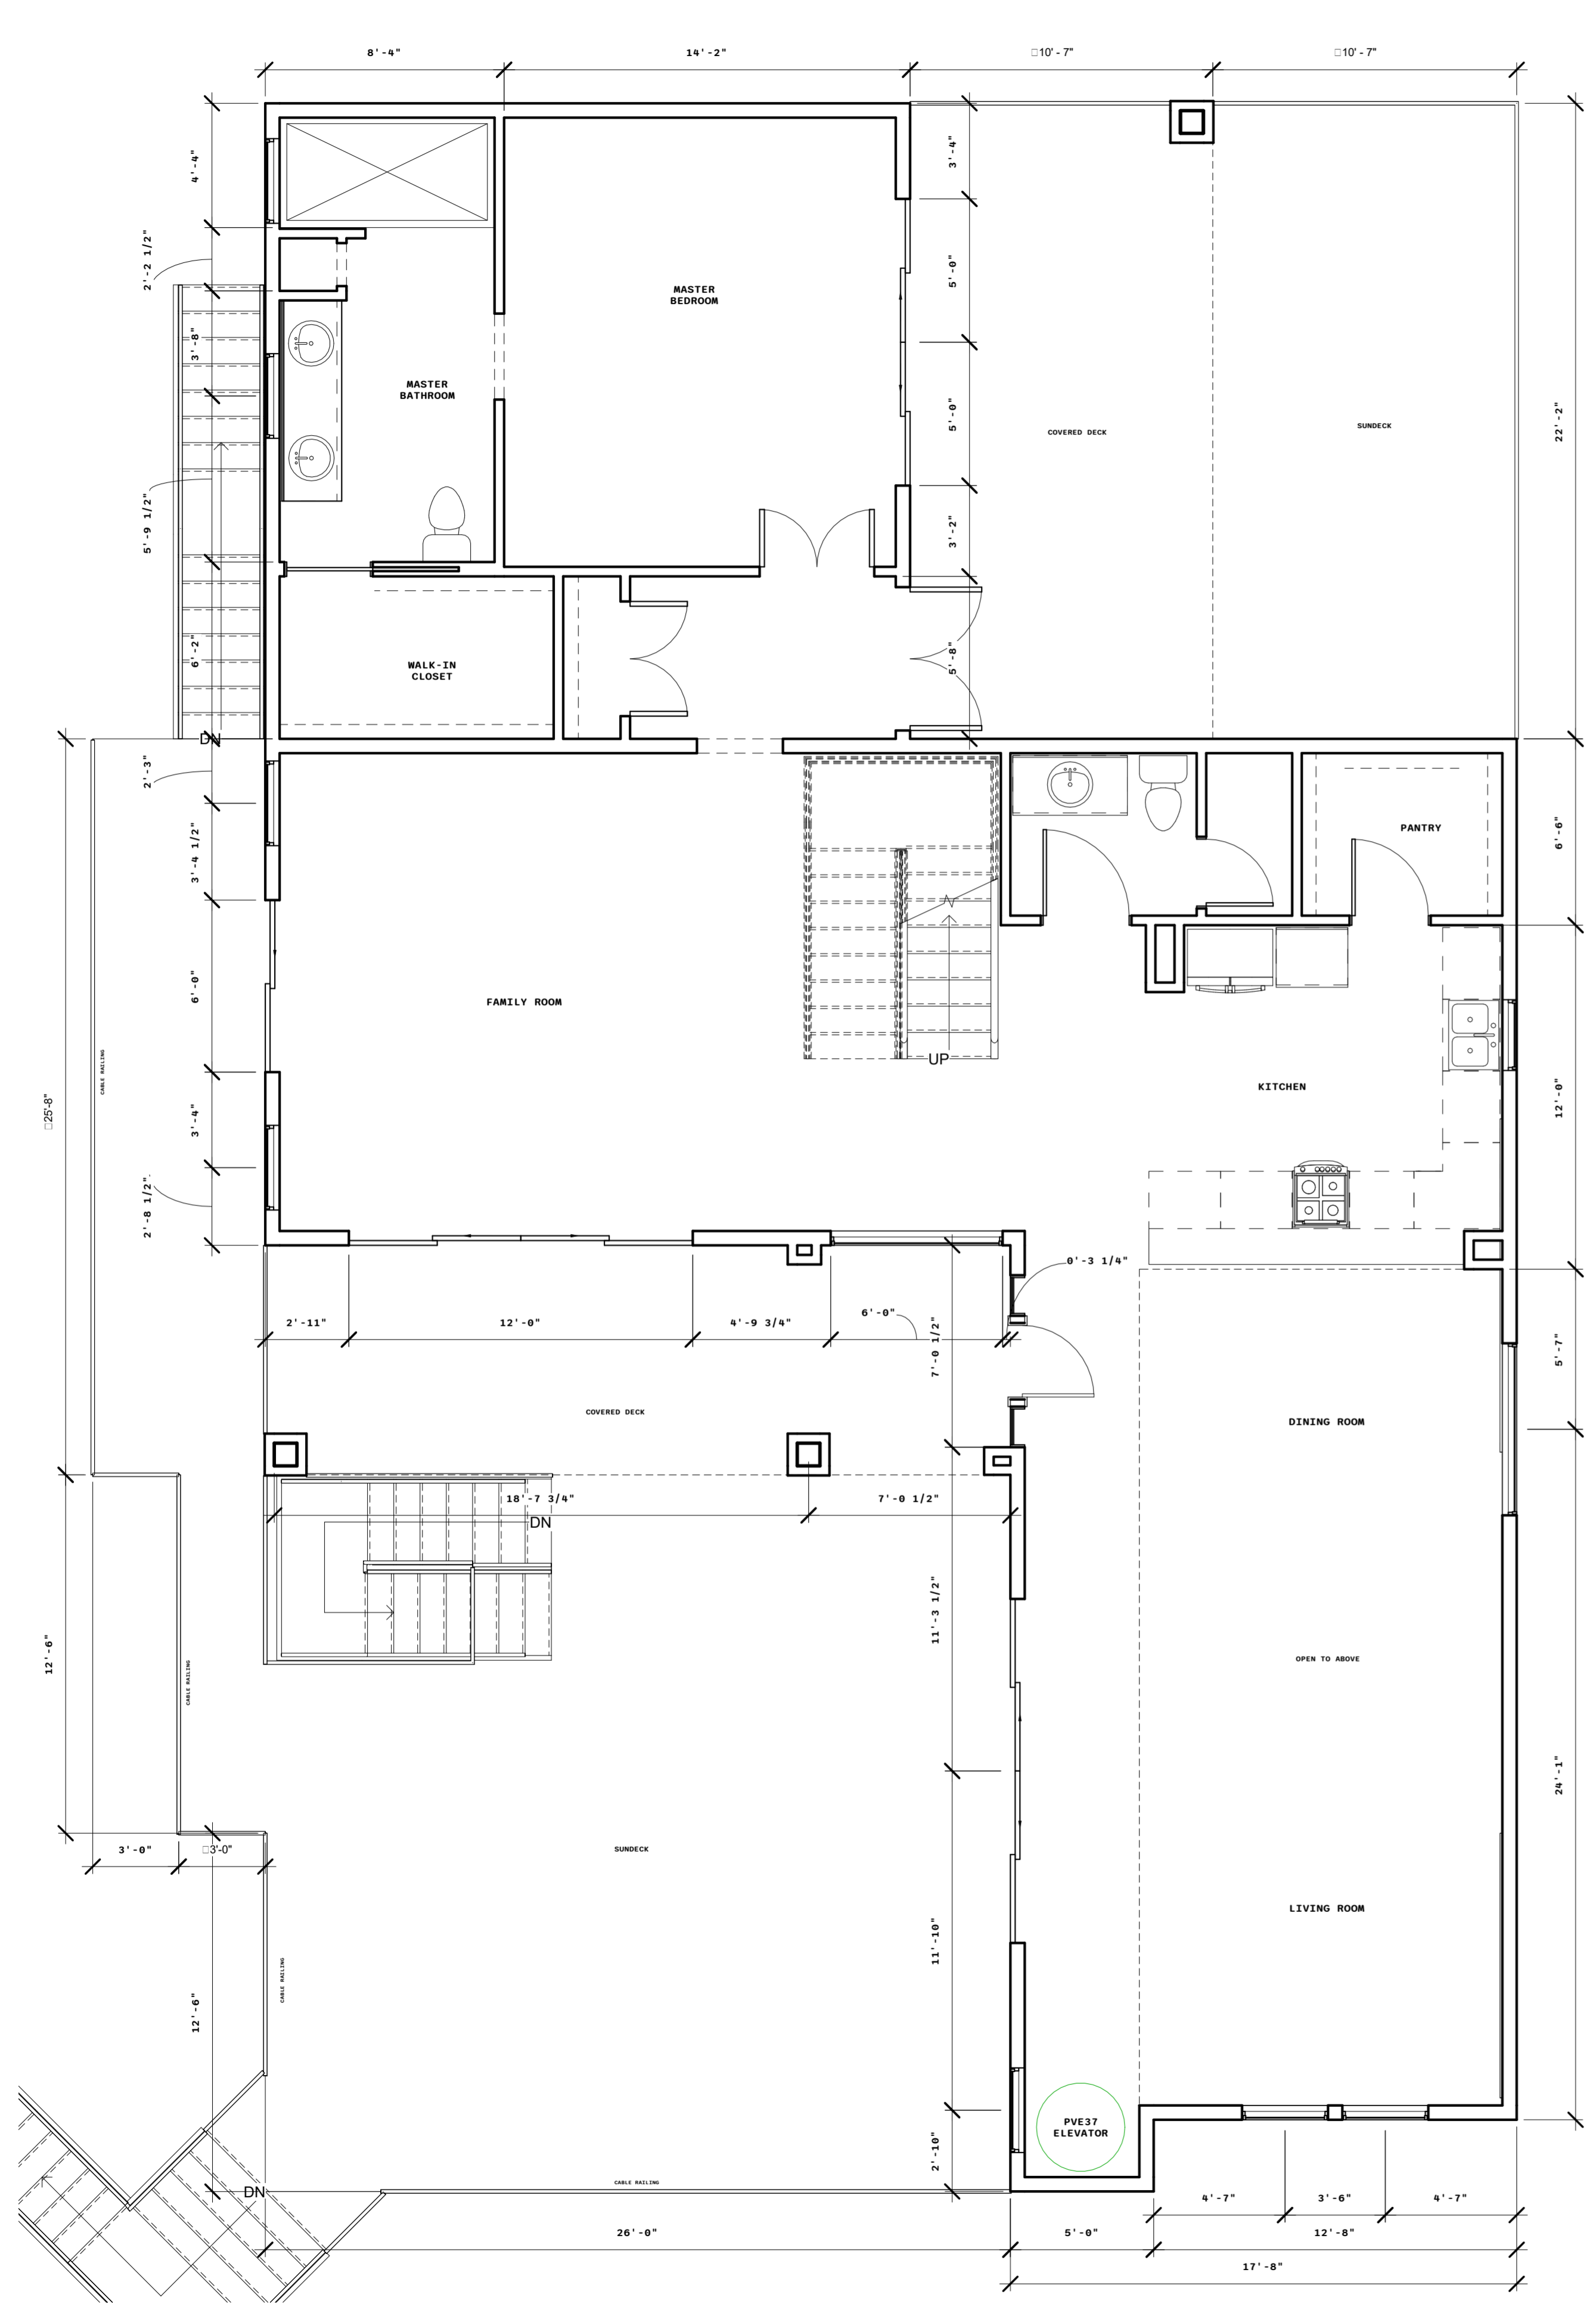 8'-4"
14'-2"
□10' - 7"
□10' - 7"
4'-4"
3'-4"
2'-2 1/2"
5'-0"
MASTER
BEDROOM
3'-8"
MASTER
BATHROOM
5'-0"
COVERED DECK
SUNDECK
22'-2"
5'-9 1/2"
3'-2"
6'-2"
WALK-IN
CLOSET
5'-8"
DN
2'-3"
3'-4 1/2"
PANTRY
6'-6"
6'-0"
FAMILY ROOM
UP
CABLE RAILING
KITCHEN
12'-0"
□25'-8"
3'-4"
2'-8 1/2"
0'-3 1/4"
2'-11"
12'-0"
4'-9 3/4"
6'-0"
7'-0 1/2"
5'-7"
COVERED DECK
DINING ROOM
18'-7 3/4"
7'-0 1/2"
DN
11'-3 1/2"
12'-6"
CABLE RAILING
OPEN TO ABOVE
24'-1"
3'-0"
□3'-0"
SUNDECK
LIVING ROOM
11'-10"
CABLE RAILING
12'-6"
PVE37
ELEVATOR
2'-10"
CABLE RAILING
DN
4'-7"
3'-6"
4'-7"
26'-0"
5'-0"
12'-8"
17'-8"